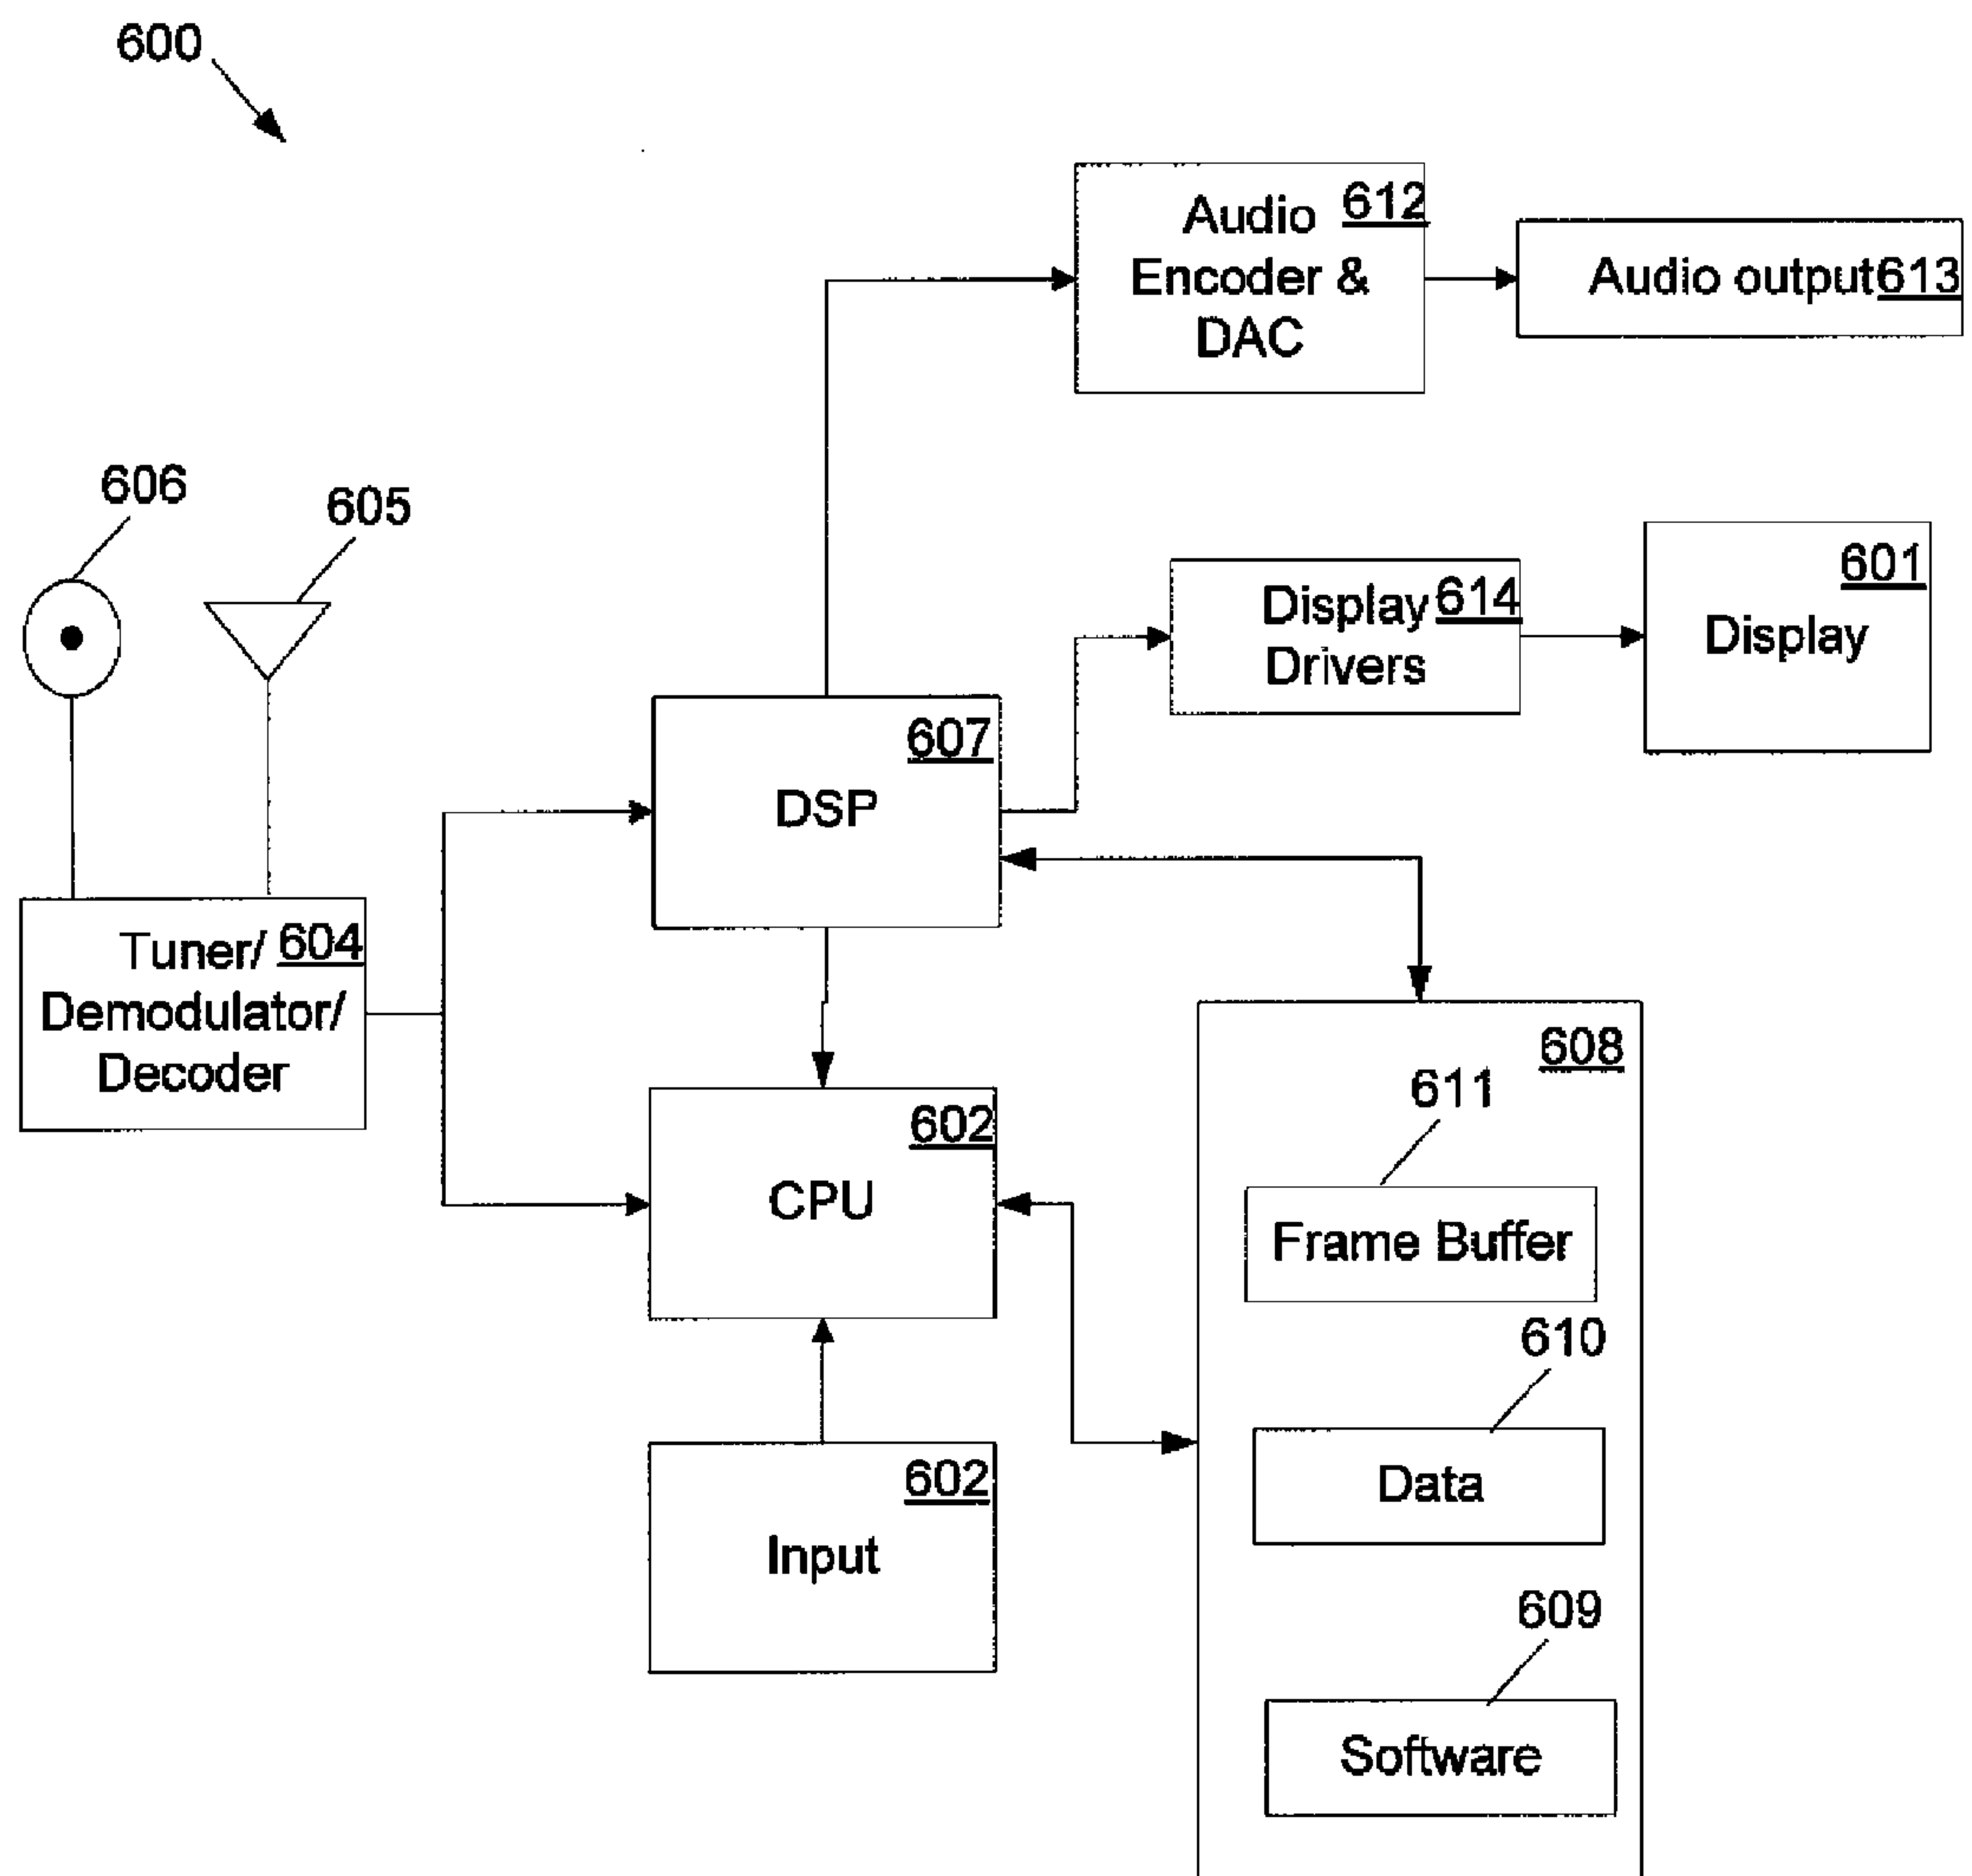 600
Audio 612
Encoder &
DAC
Audio output613
606
605
Display 614
Drivers
601
Display
607
DSP
Tuner/ 604
Demodulator/
Decoder
608
611
Frame Buffer
602
CPU
610
Data
602
Input
609
Software